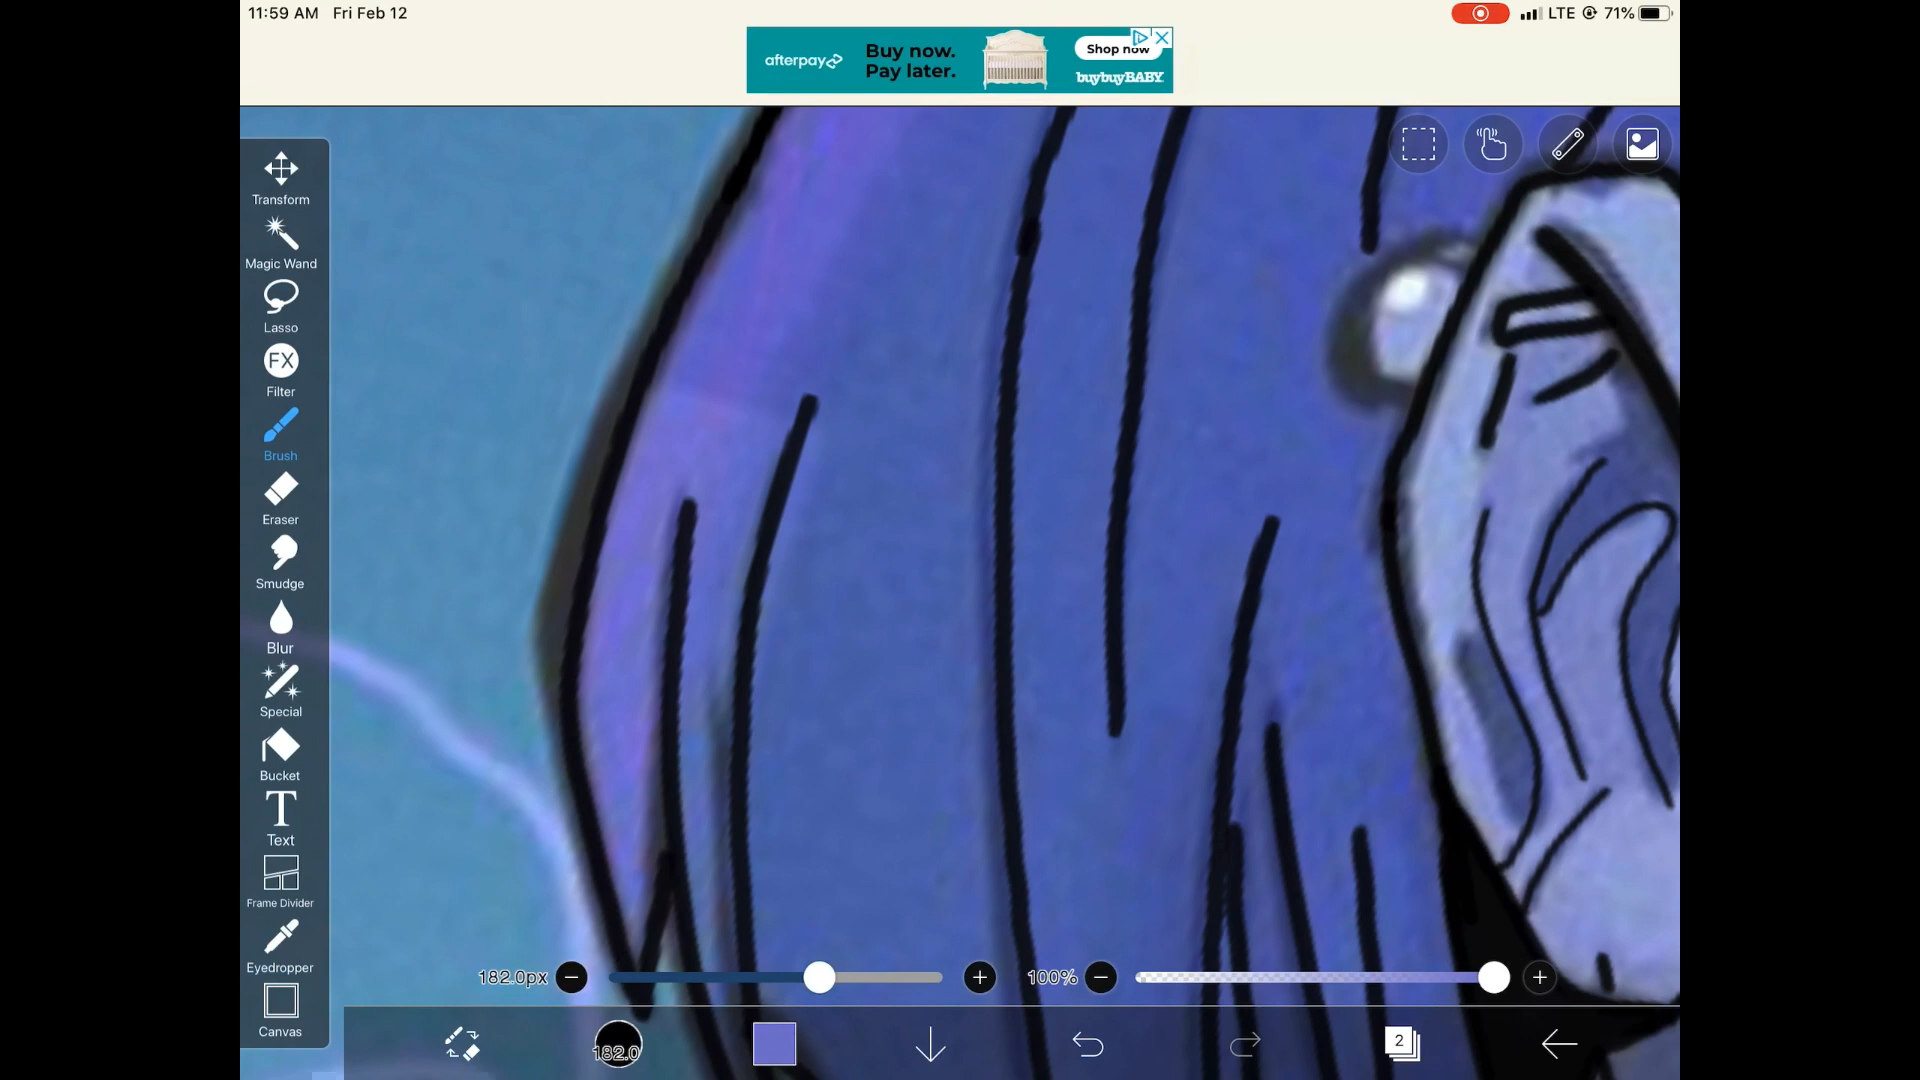 11:59 AM Fri Feb 12
LTE 71%
afterpay
Buy now.
Pay later.
Shop now
buybuyBABY
Transform
Magic Wand
Lasso
FX
Filter
Brush
Eraser
Smudge
Blur
Special
Bucket
T
Text
Frame Divider
Eyedropper
Canvas
182.0px
100%
182.0
2